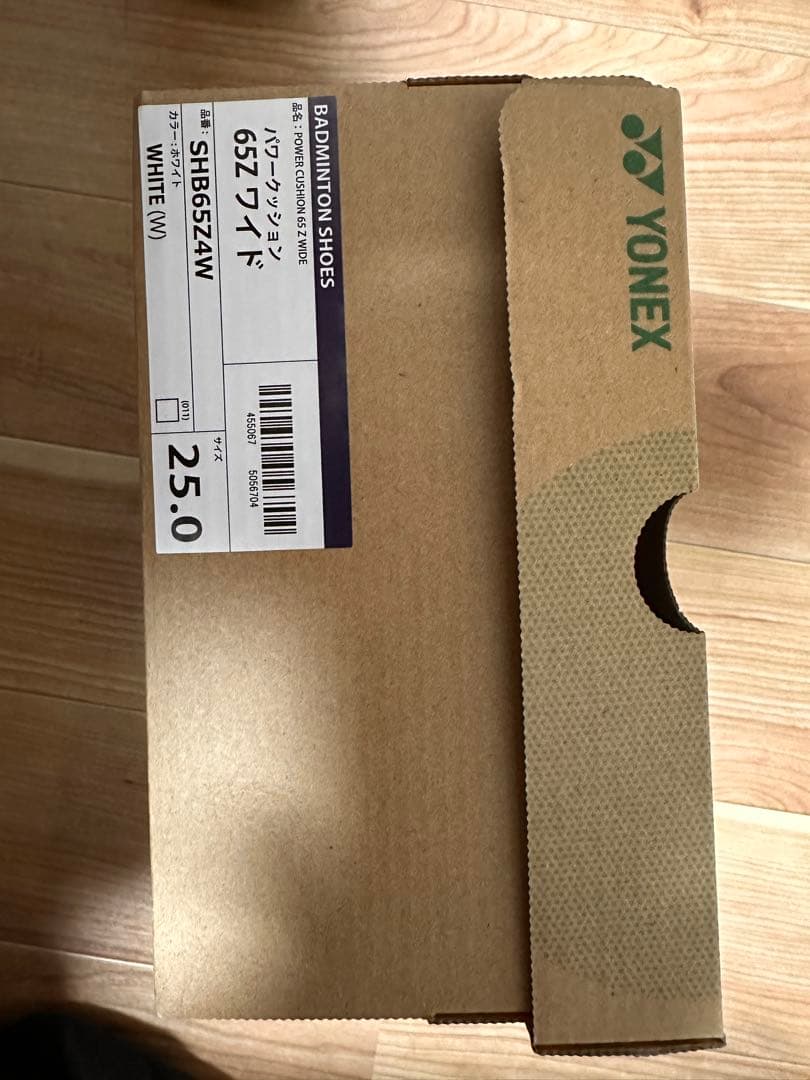 YONEX
BADMINTON SHOES
品名：POWER CUSHION 65 Z WIDE
パワークッション
65Z ワイド
455067 5056704
品番：
SHB65Z4W
カラー：ホワイト
WHITE (W)
(011)
サイズ
25.0